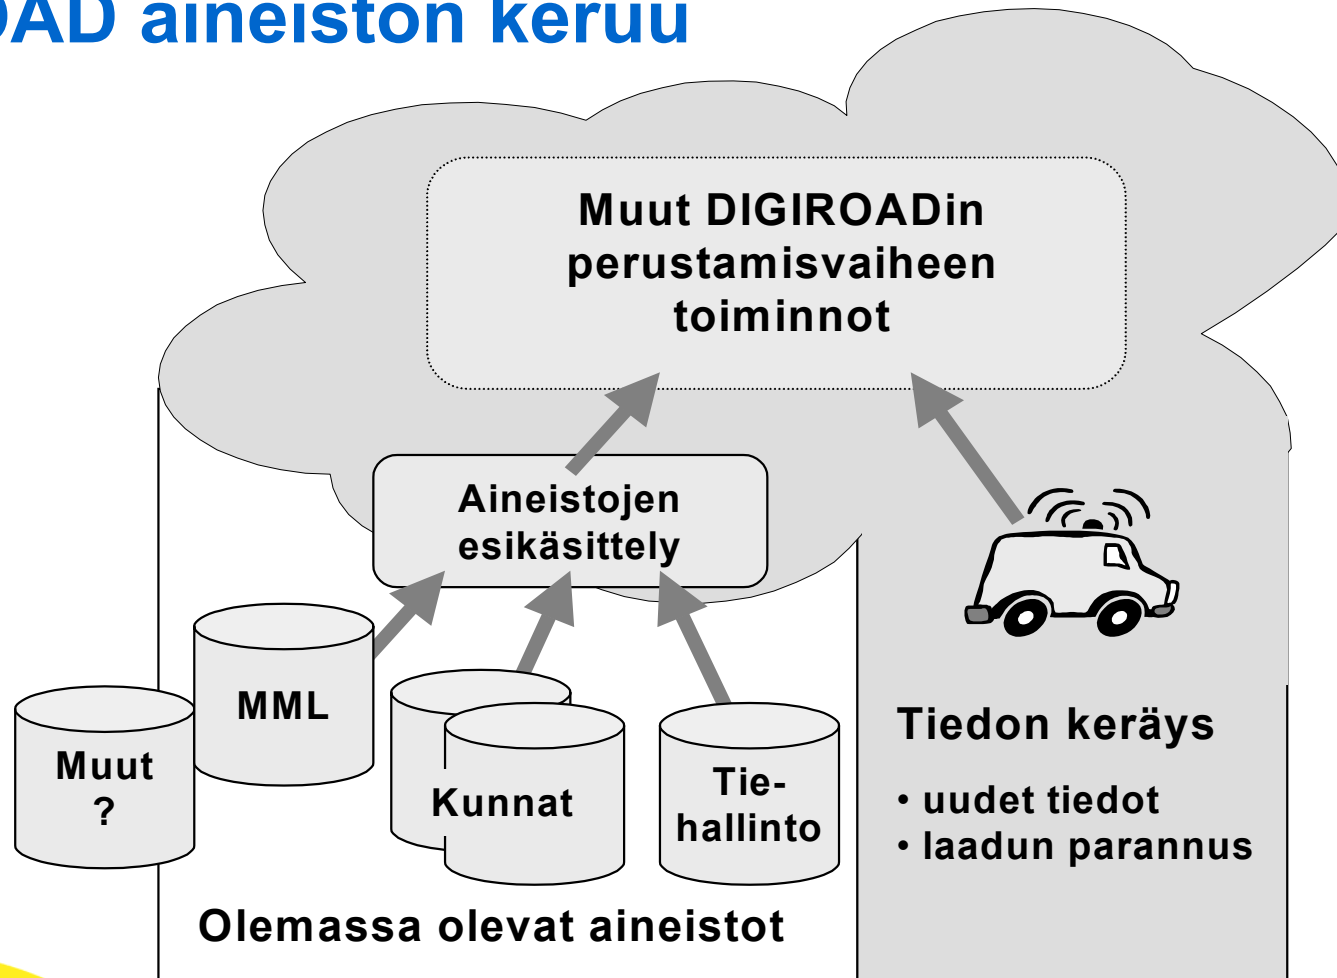 OAD aineiston keruu
Muut DIGIROADin
perustamisvaiheen
toiminnot
Aineistojen
esikäsittely
MML
Muut
?
Kunnat
Tie-
hallinto
Tiedon keräys
• uudet tiedot
• laadun parannus
Olemassa olevat aineistot